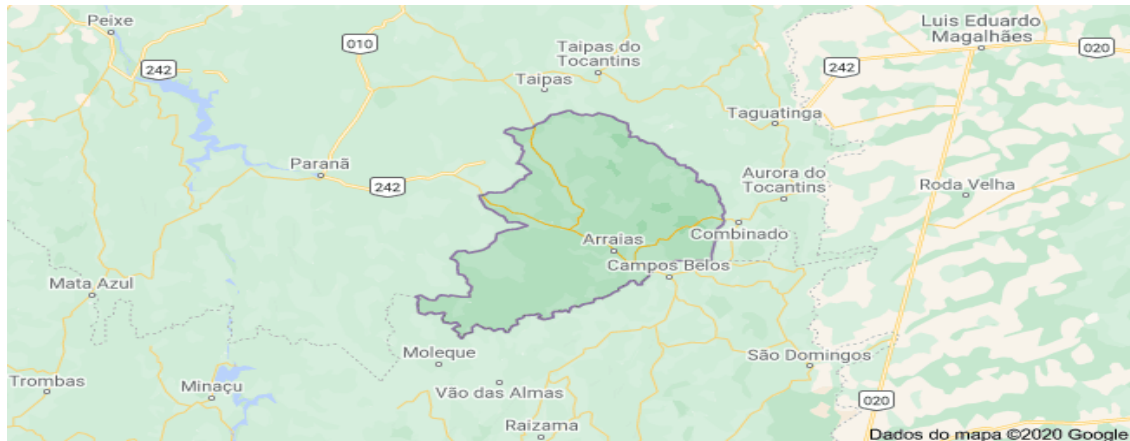 Peixe
Luis Eduardo
Magalhães
010
020
Taipas do
Tocantins
242
242
Taipas
Taguatinga
Paranã
242
Aurora do
Tocantins
Roda Velha
Combinado
Arraias
Campos Belos
Mata Azul
Moleque
São Domingos
Trombas
Minaçu
Vão das Almas
020
Raizama
Dados do mapa ©2020 Google